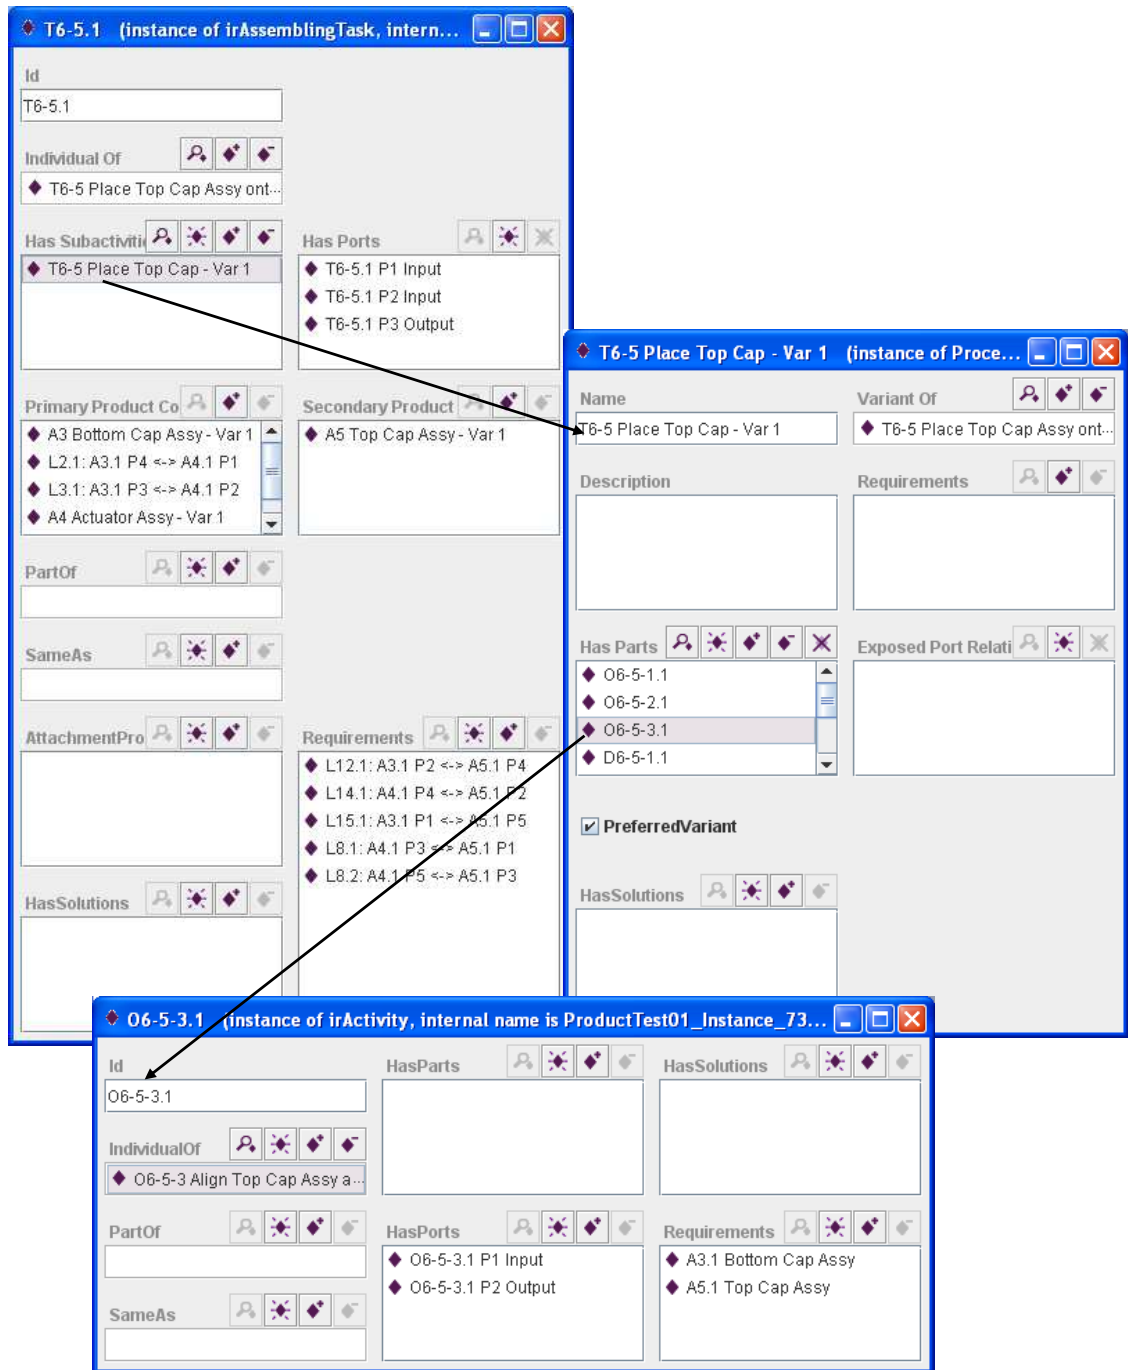 T6-5.1 (instance of irAssemblingTask, intern...
Id
T6-5.1
Individual Of
T6-5 Place Top Cap Assy ont...
Has Subactiviti
T6-5 Place Top Cap - Var 1
Has Ports
T6-5.1 P1 Input
T6-5.1 P2 Input
T6-5.1 P3 Output
Primary Product Co
A3 Bottom Cap Assy - Var 1
L2.1: A3.1 P4 <-> A4.1 P1
L3.1: A3.1 P3 <-> A4.1 P2
A4 Actuator Assy - Var 1
Secondary Product
A5 Top Cap Assy - Var 1
PartOf
SameAs
AttachmentPro
Requirements
L12.1: A3.1 P2 <-> A5.1 P4
L14.1: A4.1 P4 <-> A5.1 P2
L15.1: A3.1 P1 <-> A5.1 P5
L8.1: A4.1 P3 <-> A5.1 P1
L8.2: A4.1 P5 <-> A5.1 P3
HasSolutions
T6-5 Place Top Cap - Var 1 (instance of Proce...
Name
T6-5 Place Top Cap - Var 1
Variant Of
T6-5 Place Top Cap Assy ont...
Description
Requirements
Has Parts
O6-5-1.1
O6-5-2.1
O6-5-3.1
D6-5-1.1
Exposed Port Relati
PreferredVariant
HasSolutions
O6-5-3.1 (instance of irActivity, internal name is ProductTest01_Instance_73...
Id
O6-5-3.1
HasParts
HasSolutions
IndividualOf
O6-5-3 Align Top Cap Assy a...
PartOf
HasPorts
O6-5-3.1 P1 Input
O6-5-3.1 P2 Output
Requirements
A3.1 Bottom Cap Assy
A5.1 Top Cap Assy
SameAs